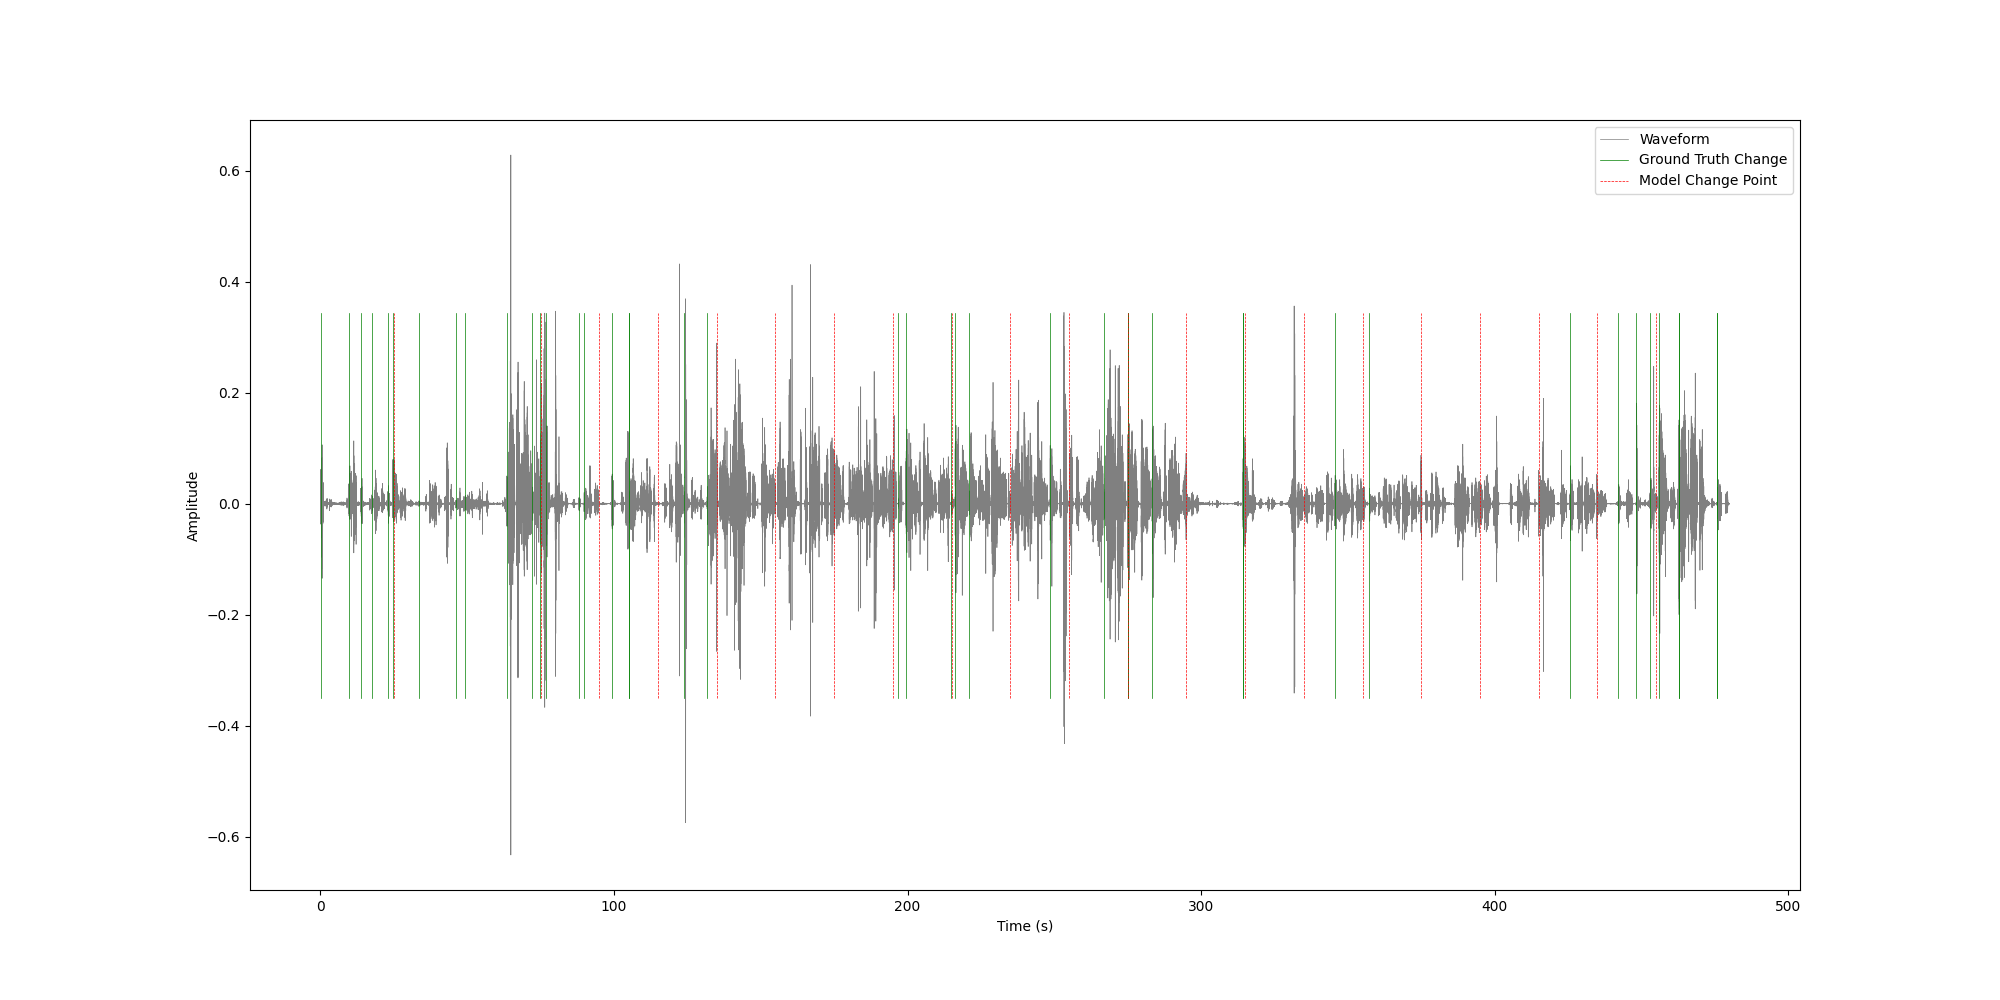 Waveform
Ground Truth Change
Model Change Point
0.6
0.4
0.2
0.0
−0.2
−0.4
−0.6
Amplitude
0 100 200 300 400 500
Time (s)